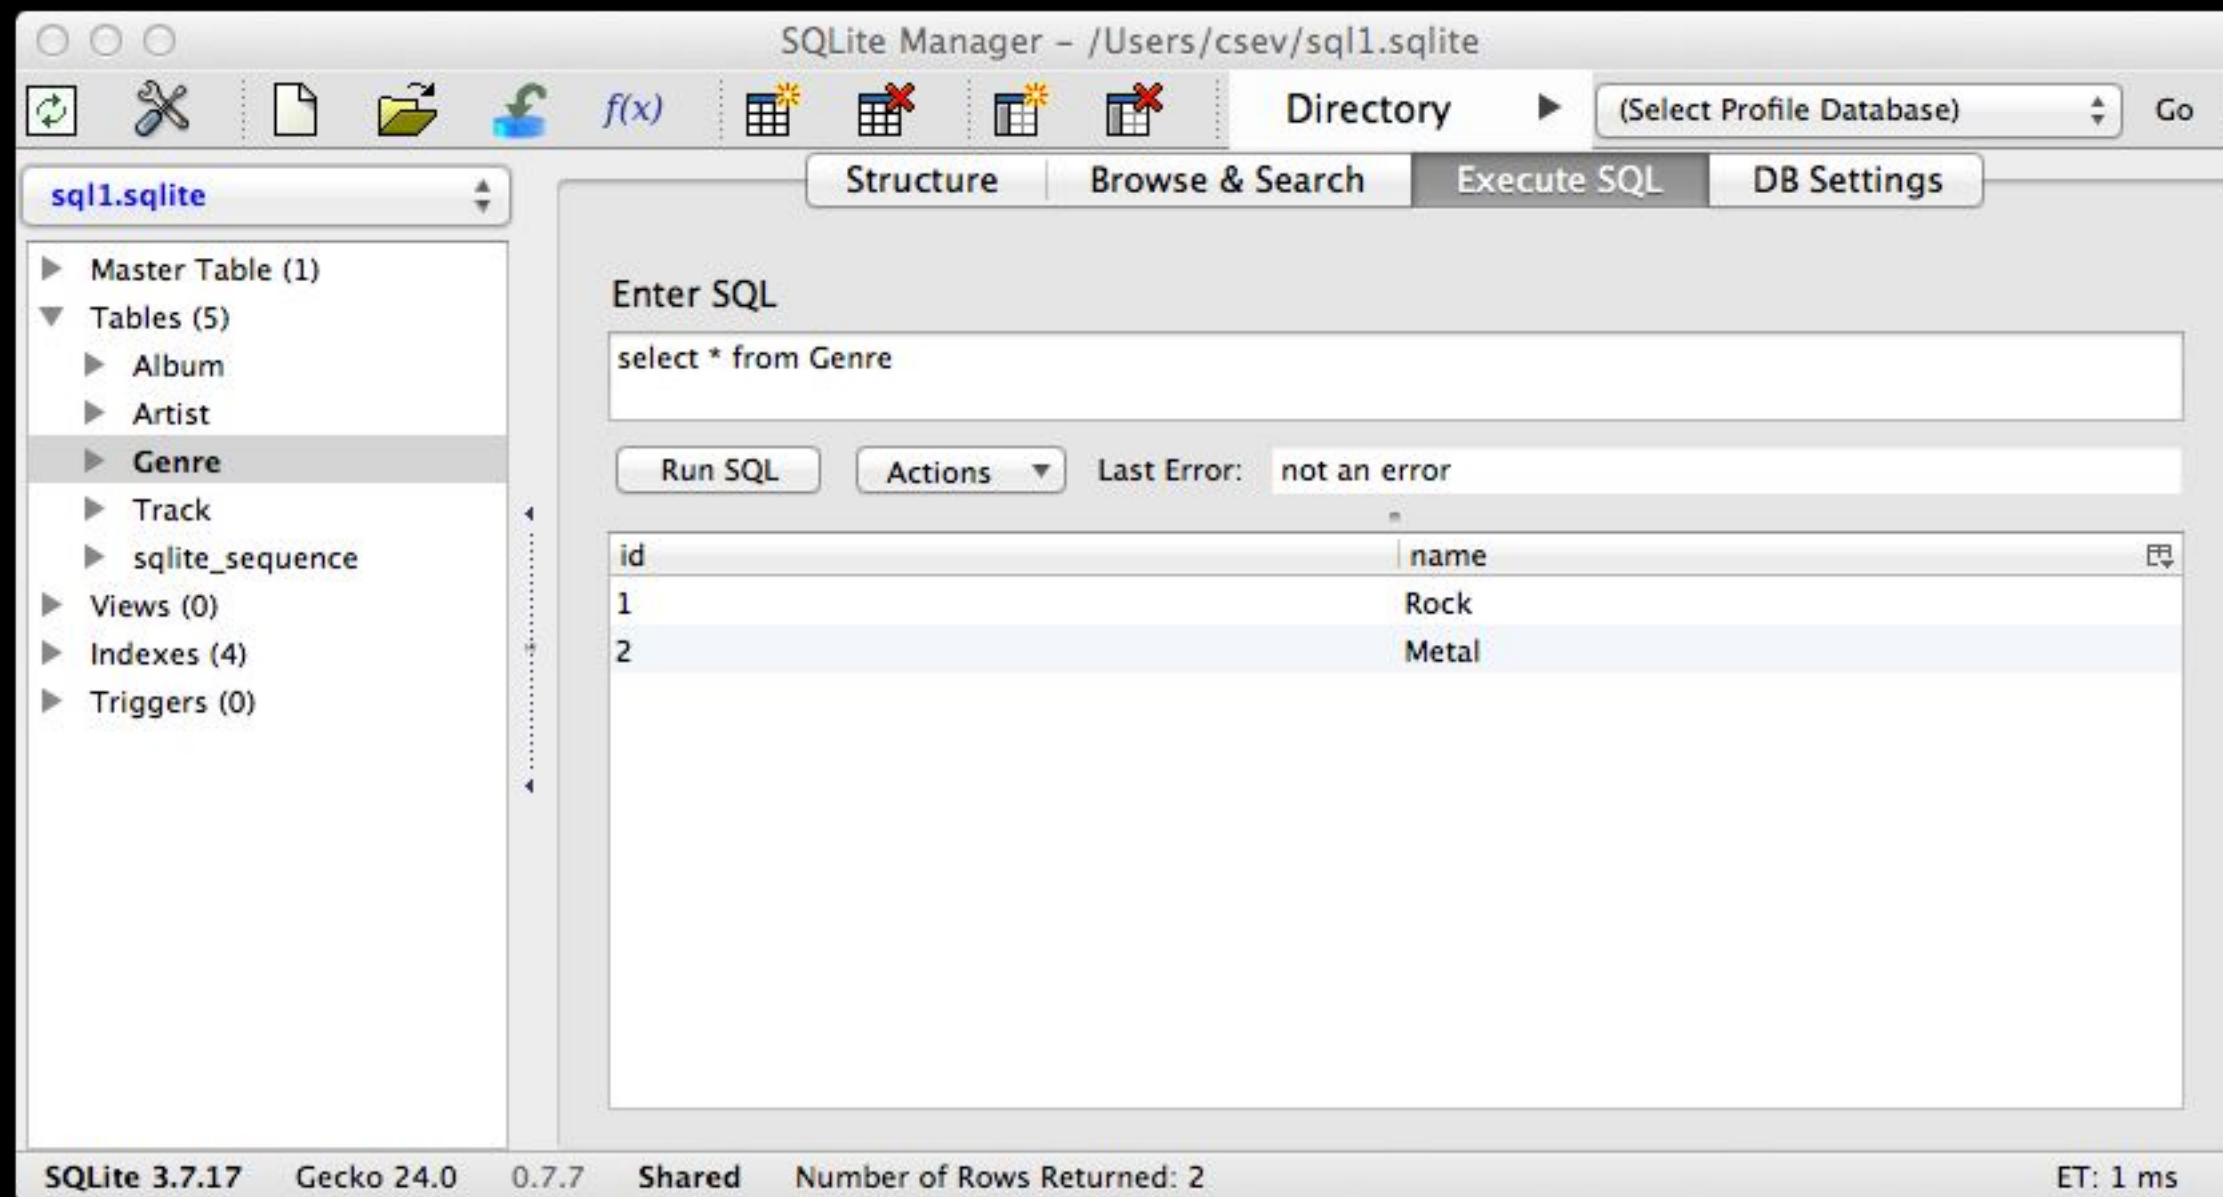 SQLite Manager – /Users/csev/sql1.sqlite
f(x) Directory (Select Profile Database) Go
sql1.sqlite
Structure Browse & Search Execute SQL DB Settings
Master Table (1)
Tables (5)
Album
Artist
Genre
Track
sqlite_sequence
Views (0)
Indexes (4)
Triggers (0)
Enter SQL
select * from Genre
Run SQL Actions Last Error: not an error
id name
1 Rock
2 Metal
SQLite 3.7.17 Gecko 24.0 0.7.7 Shared Number of Rows Returned: 2 ET: 1 ms